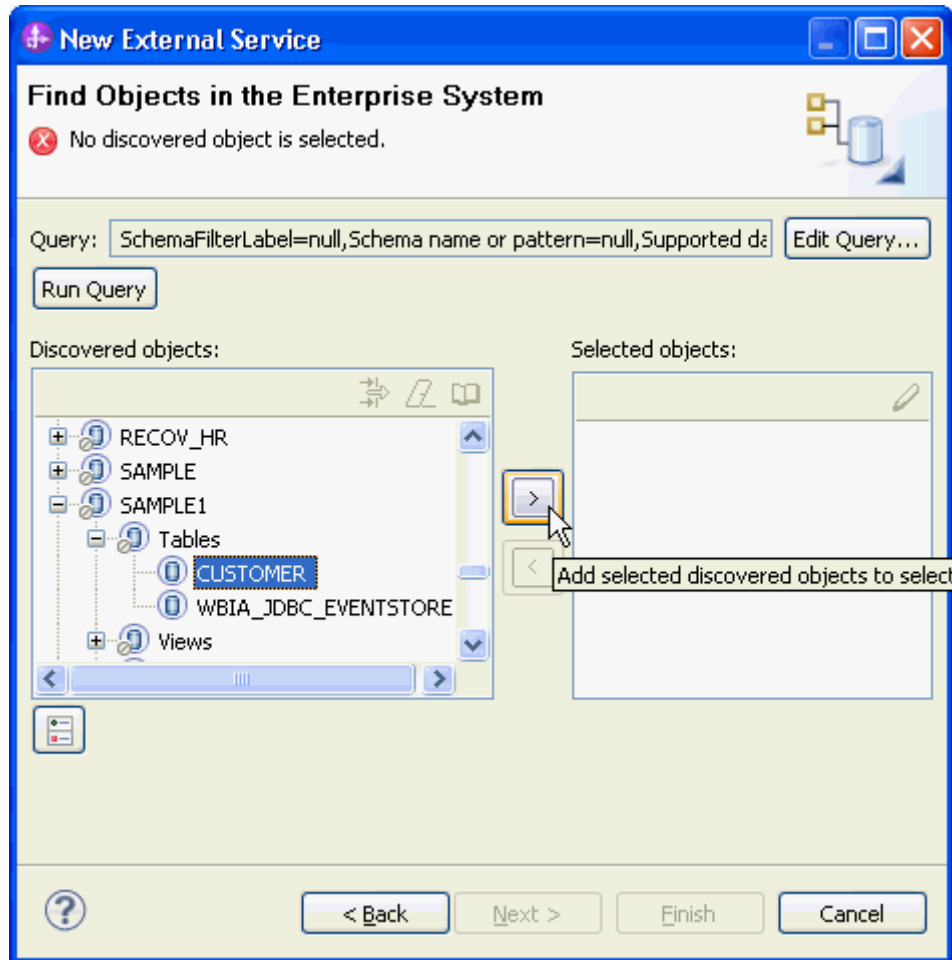 New External Service
Find Objects in the Enterprise System
No discovered object is selected.
Query: SchemaFilterLabel=null,Schema name or pattern=null,Supported da Edit Query...
Run Query
Discovered objects: Selected objects:
RECOV_HR
SAMPLE
SAMPLE1
Tables
> 
CUSTOMER
< Add selected discovered objects to select
WBIA_JDBC_EVENTSTORE
Views
? < Back Next > Finish Cancel